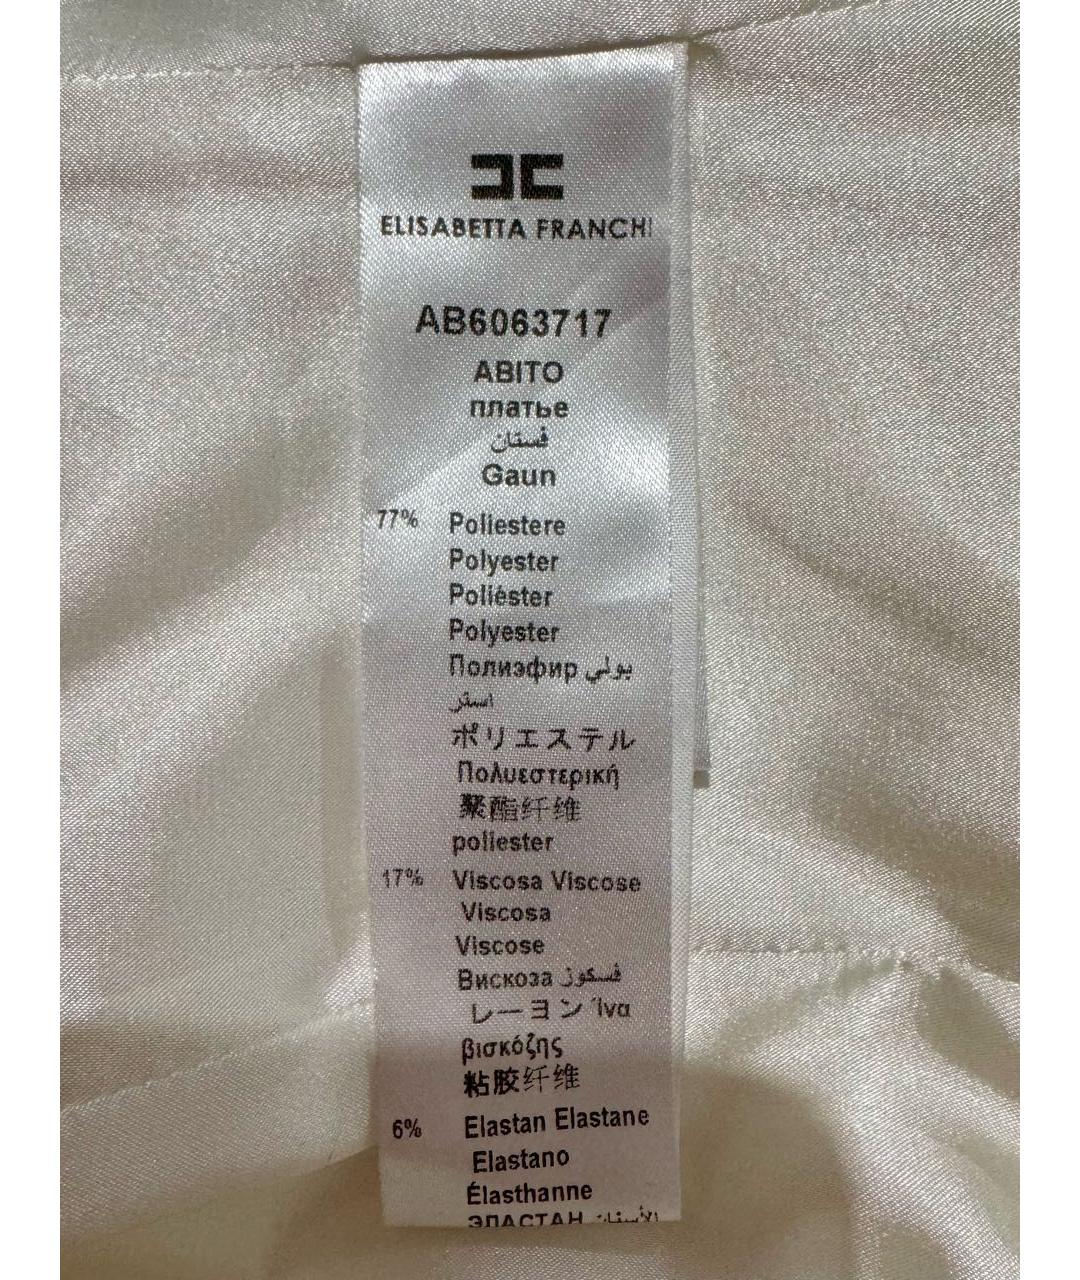 ELISABETTA FRANCHI
AB6063717
ABITO
платье
فستان
Gaun
77% Poliestere
Polyester
Poliéster
Polyester
Полиэфир بولي
استر
ポリエステル
Πολυεστερική
聚酯纤维
poliester
17% Viscosa Viscose
Viscosa
Viscose
Вискоза فسكوز
レーヨン Ίνα
βισκόζης
粘胶纤维
6% Elastan Elastane
Elastano
Élasthanne
ЭЛАСТАН